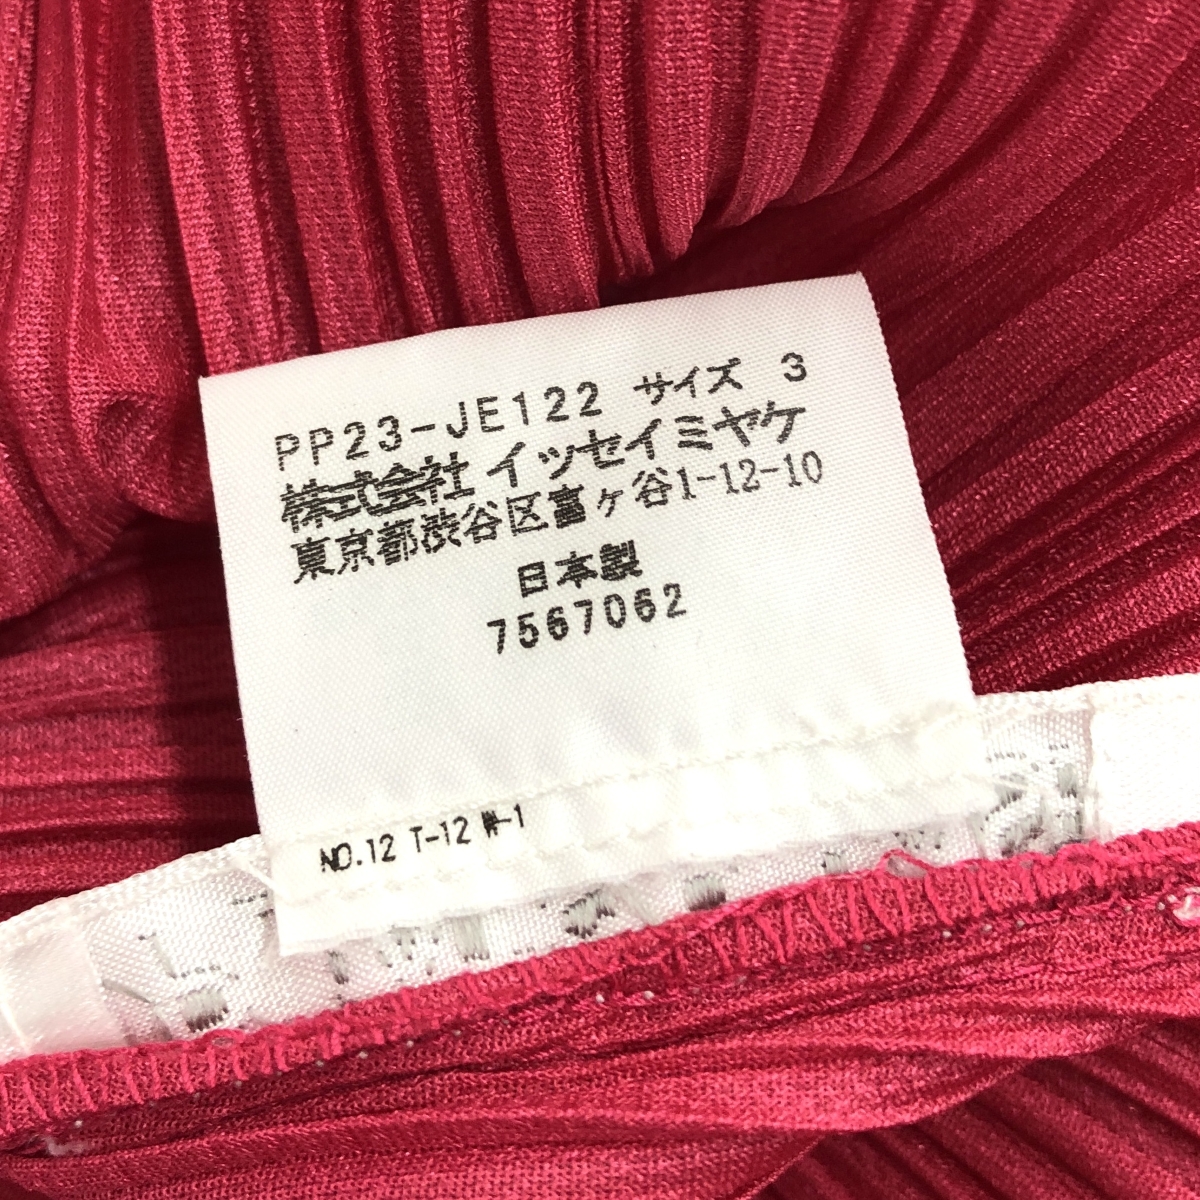 PP23-JE122 サイズ 3
株式会社 イッセイミヤケ
東京都渋谷区富ヶ谷1-12-10
日本製
7567062
NO.12 T-12 W-1